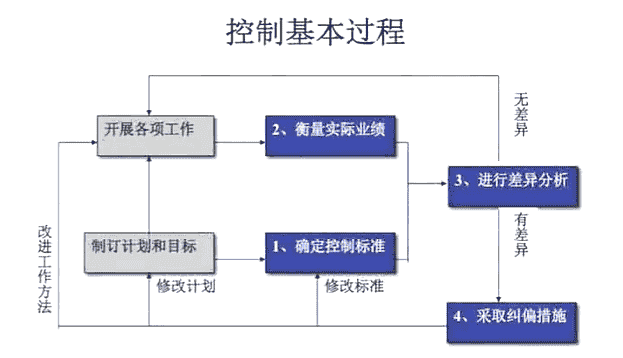 控制基本过程
无差异
开展各项工作
2、衡量实际业绩
3、进行差异分析
改进工作方法
制订计划和目标
1、确定控制标准
有差异
修改计划
修改标准
4、采取纠偏措施